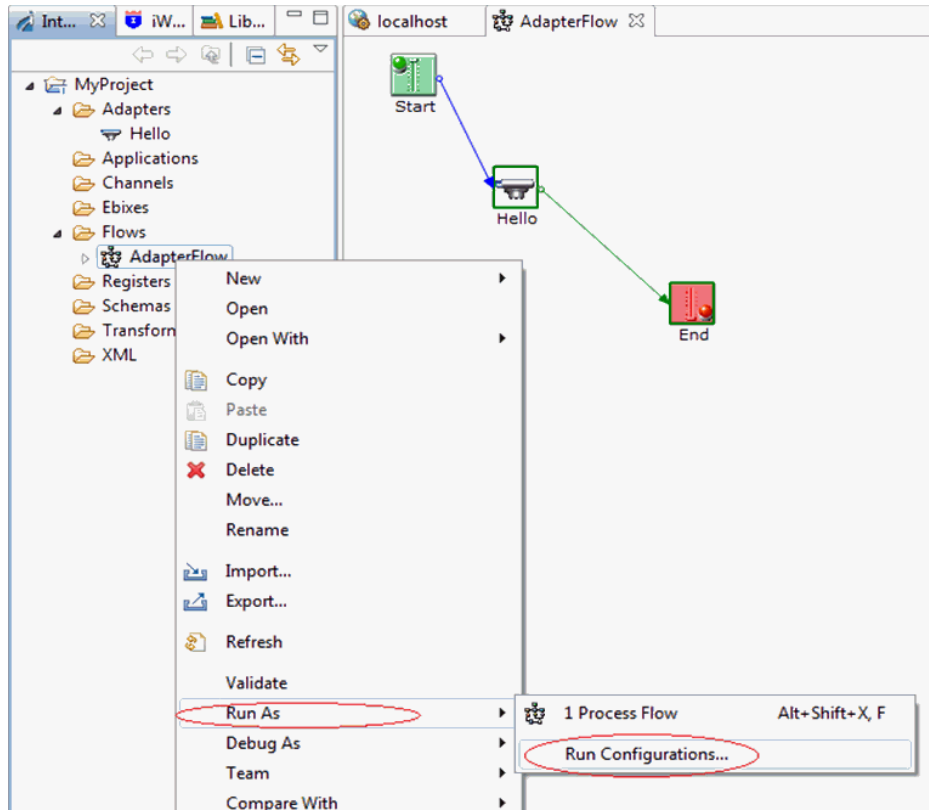 Int... iW... Lib... localhost AdapterFlow
MyProject
Adapters
Hello
Applications
Channels
Ebixes
Flows
AdapterFlow
Registers
Schemas
Transform
XML
Start
Hello
End
New
Open
Open With
Copy
Paste
Duplicate
Delete
Move...
Rename
Import...
Export...
Refresh
Validate
Run As
Debug As
Team
Compare With
1 Process Flow Alt+Shift+X, F
Run Configurations...